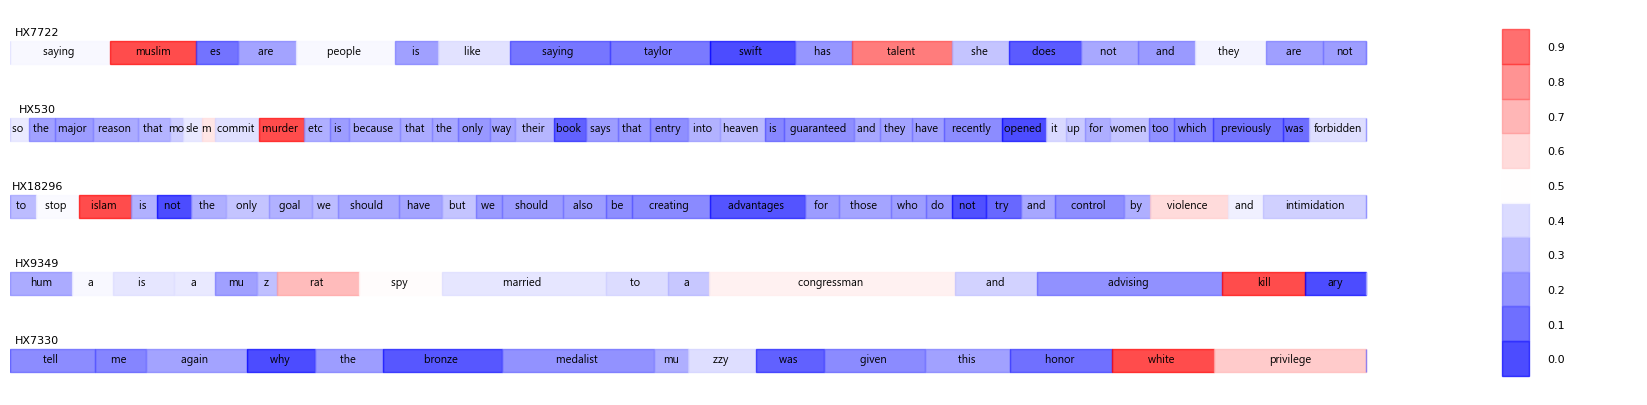 HX7722
saying muslim es are people is like saying taylor swift has talent she does not and they are not
HX530
so the major reason that mo sle m commit murder etc is because that the only way their book says that entry into heaven is guaranteed and they have recently opened it up for women too which previously was forbidden
HX18296
to stop islam is not the only goal we should have but we should also be creating advantages for those who do not try and control by violence and intimidation
HX9349
hum a is a mu z rat spy married to a congressman and advising kill ary
HX7330
tell me again why the bronze medalist mu zzy was given this honor white privilege
0.9
0.8
0.7
0.6
0.5
0.4
0.3
0.2
0.1
0.0